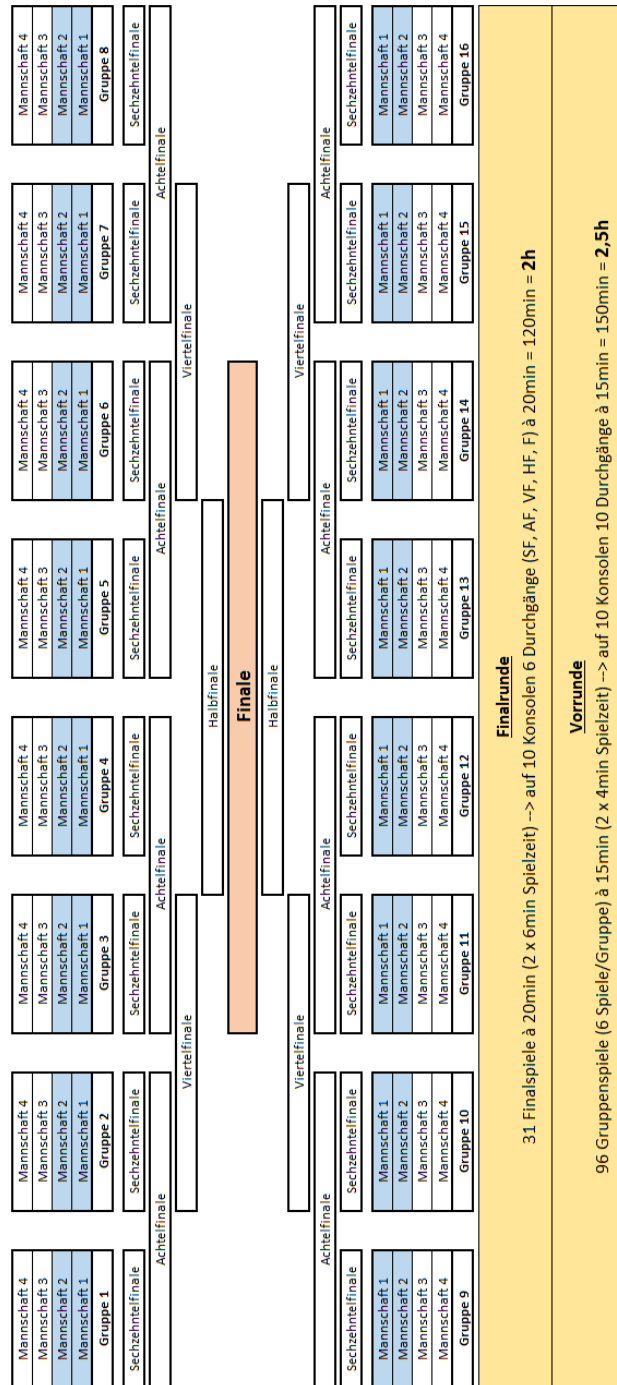 Mannschaft 4 Mannschaft 4 Mannschaft 4 Mannschaft 4 Mannschaft 4 Mannschaft 4 Mannschaft 4 Mannschaft 4
Mannschaft 3 Mannschaft 3 Mannschaft 3 Mannschaft 3 Mannschaft 3 Mannschaft 3 Mannschaft 3 Mannschaft 3
Mannschaft 2 Mannschaft 2 Mannschaft 2 Mannschaft 2 Mannschaft 2 Mannschaft 2 Mannschaft 2 Mannschaft 2
Mannschaft 1 Mannschaft 1 Mannschaft 1 Mannschaft 1 Mannschaft 1 Mannschaft 1 Mannschaft 1 Mannschaft 1
Gruppe 1 Gruppe 2 Gruppe 3 Gruppe 4 Gruppe 5 Gruppe 6 Gruppe 7 Gruppe 8
Sechzehntelfinale Sechzehntelfinale Sechzehntelfinale Sechzehntelfinale Sechzehntelfinale Sechzehntelfinale Sechzehntelfinale Sechzehntelfinale
Achtelfinale Achtelfinale Achtelfinale Achtelfinale
Viertelfinale Viertelfinale
Halbfinale
Finale
Halbfinale
Viertelfinale Viertelfinale
Achtelfinale Achtelfinale Achtelfinale Achtelfinale
Sechzehntelfinale Sechzehntelfinale Sechzehntelfinale Sechzehntelfinale Sechzehntelfinale Sechzehntelfinale Sechzehntelfinale Sechzehntelfinale
Mannschaft 1 Mannschaft 1 Mannschaft 1 Mannschaft 1 Mannschaft 1 Mannschaft 1 Mannschaft 1 Mannschaft 1
Mannschaft 2 Mannschaft 2 Mannschaft 2 Mannschaft 2 Mannschaft 2 Mannschaft 2 Mannschaft 2 Mannschaft 2
Mannschaft 3 Mannschaft 3 Mannschaft 3 Mannschaft 3 Mannschaft 3 Mannschaft 3 Mannschaft 3 Mannschaft 3
Mannschaft 4 Mannschaft 4 Mannschaft 4 Mannschaft 4 Mannschaft 4 Mannschaft 4 Mannschaft 4 Mannschaft 4
Gruppe 9 Gruppe 10 Gruppe 11 Gruppe 12 Gruppe 13 Gruppe 14 Gruppe 15 Gruppe 16
Finalrunde
31 Finalspiele à 20min (2 x 6min Spielzeit) --> auf 10 Konsolen 6 Durchgänge (SF, AF, VF, HF, F) à 20min = 120min = 2h
Vorrunde
96 Gruppenspiele (6 Spiele/Gruppe) à 15min (2 x 4min Spielzeit) --> auf 10 Konsolen 10 Durchgänge à 15min = 150min = 2,5h